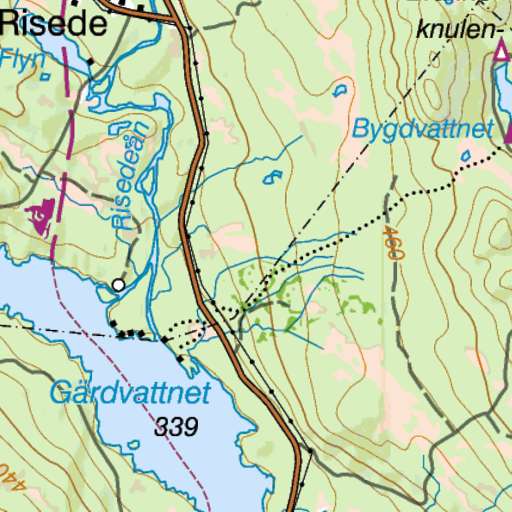 Risede
knulen-
Flyn
Bygdvattnet
Risedeån
460
Gärdvattnet
339
440